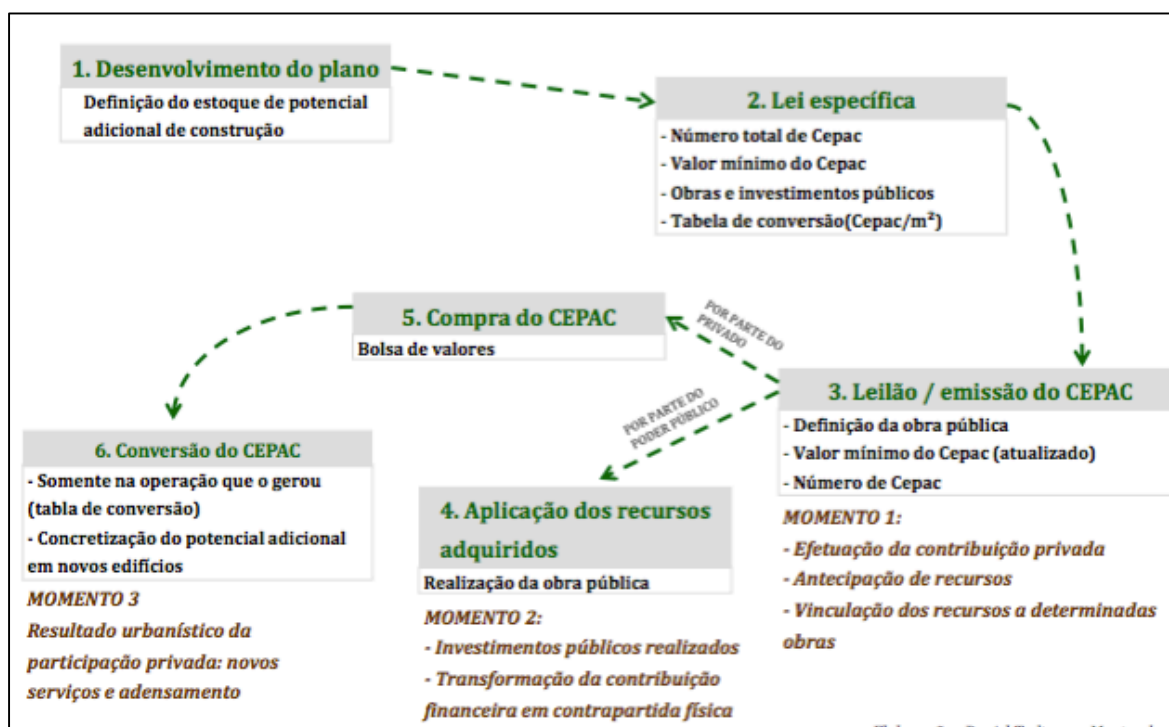 1. Desenvolvimento do plano
Definição do estoque de potencial
adicional de construção
2. Lei específica
- Número total de Cepac
- Valor mínimo do Cepac
- Obras e investimentos públicos
- Tabela de conversão(Cepac/m²)
POR PARTE DO
PRIVADO
5. Compra do CEPAC
Bolsa de valores
POR PARTE DO
PODER PÚBLICO
3. Leilão / emissão do CEPAC
- Definição da obra pública
- Valor mínimo do Cepac (atualizado)
- Número de Cepac
MOMENTO 1:
- Efetuação da contribuição privada
- Antecipação de recursos
- Vinculação dos recursos a determinadas
obras
4. Aplicação dos recursos
adquiridos
Realização da obra pública
MOMENTO 2:
- Investimentos públicos realizados
- Transformação da contribuição
financeira em contrapartida física
6. Conversão do CEPAC
- Somente na operação que o gerou
(tabla de conversão)
- Concretização do potencial adicional
em novos edifícios
MOMENTO 3
Resultado urbanístico da
participação privada: novos
serviços e adensamento